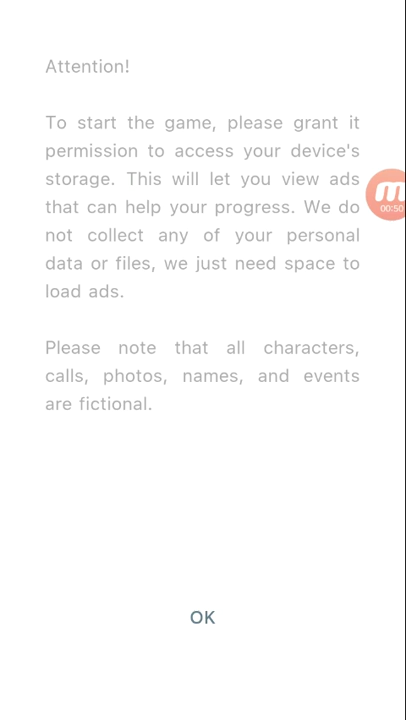 Attention!
To start the game, please grant it
permission to access your device's
storage. This will let you view ads
that can help your progress. We do
not collect any of your personal
data or files, we just need space to
load ads.
Please note that all characters,
calls, photos, names, and events
are fictional.
m
00:50
OK